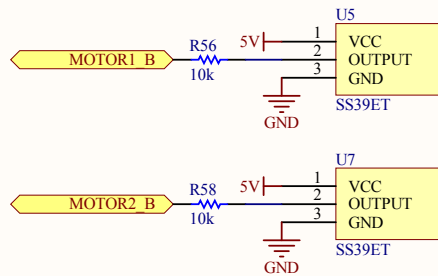 U5
5V 1 VCC
MOTOR1_B R56 2 OUTPUT
10k 3 GND
GND SS39ET
U7
5V 1 VCC
MOTOR2_B R58 2 OUTPUT
10k 3 GND
GND SS39ET